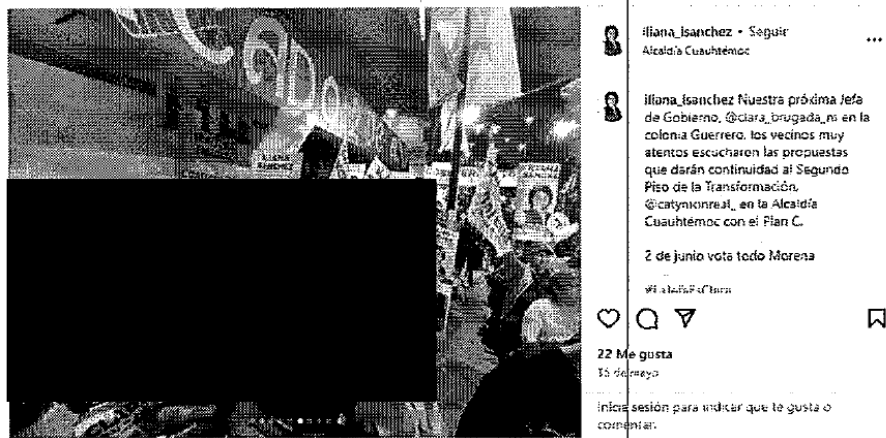 iliana_isanchez • Seguir
Alcaldía Cuauhtémoc
iliana_isanchez Nuestra próxima Jefa
de Gobierno, @clara_brugada_m en la
colonia Guerrero, los vecinos muy
atentos escucharon las propuestas
que darán continuidad al Segundo
Piso de la Transformación.
@catymonreal_ en la Alcaldía
Cuauhtémoc con el Plan C.
2 de junio vota todo Morena
22 Me gusta
de mayo
Inicia sesión para indicar que te gusta o
comentar.
SÁNCHEZ